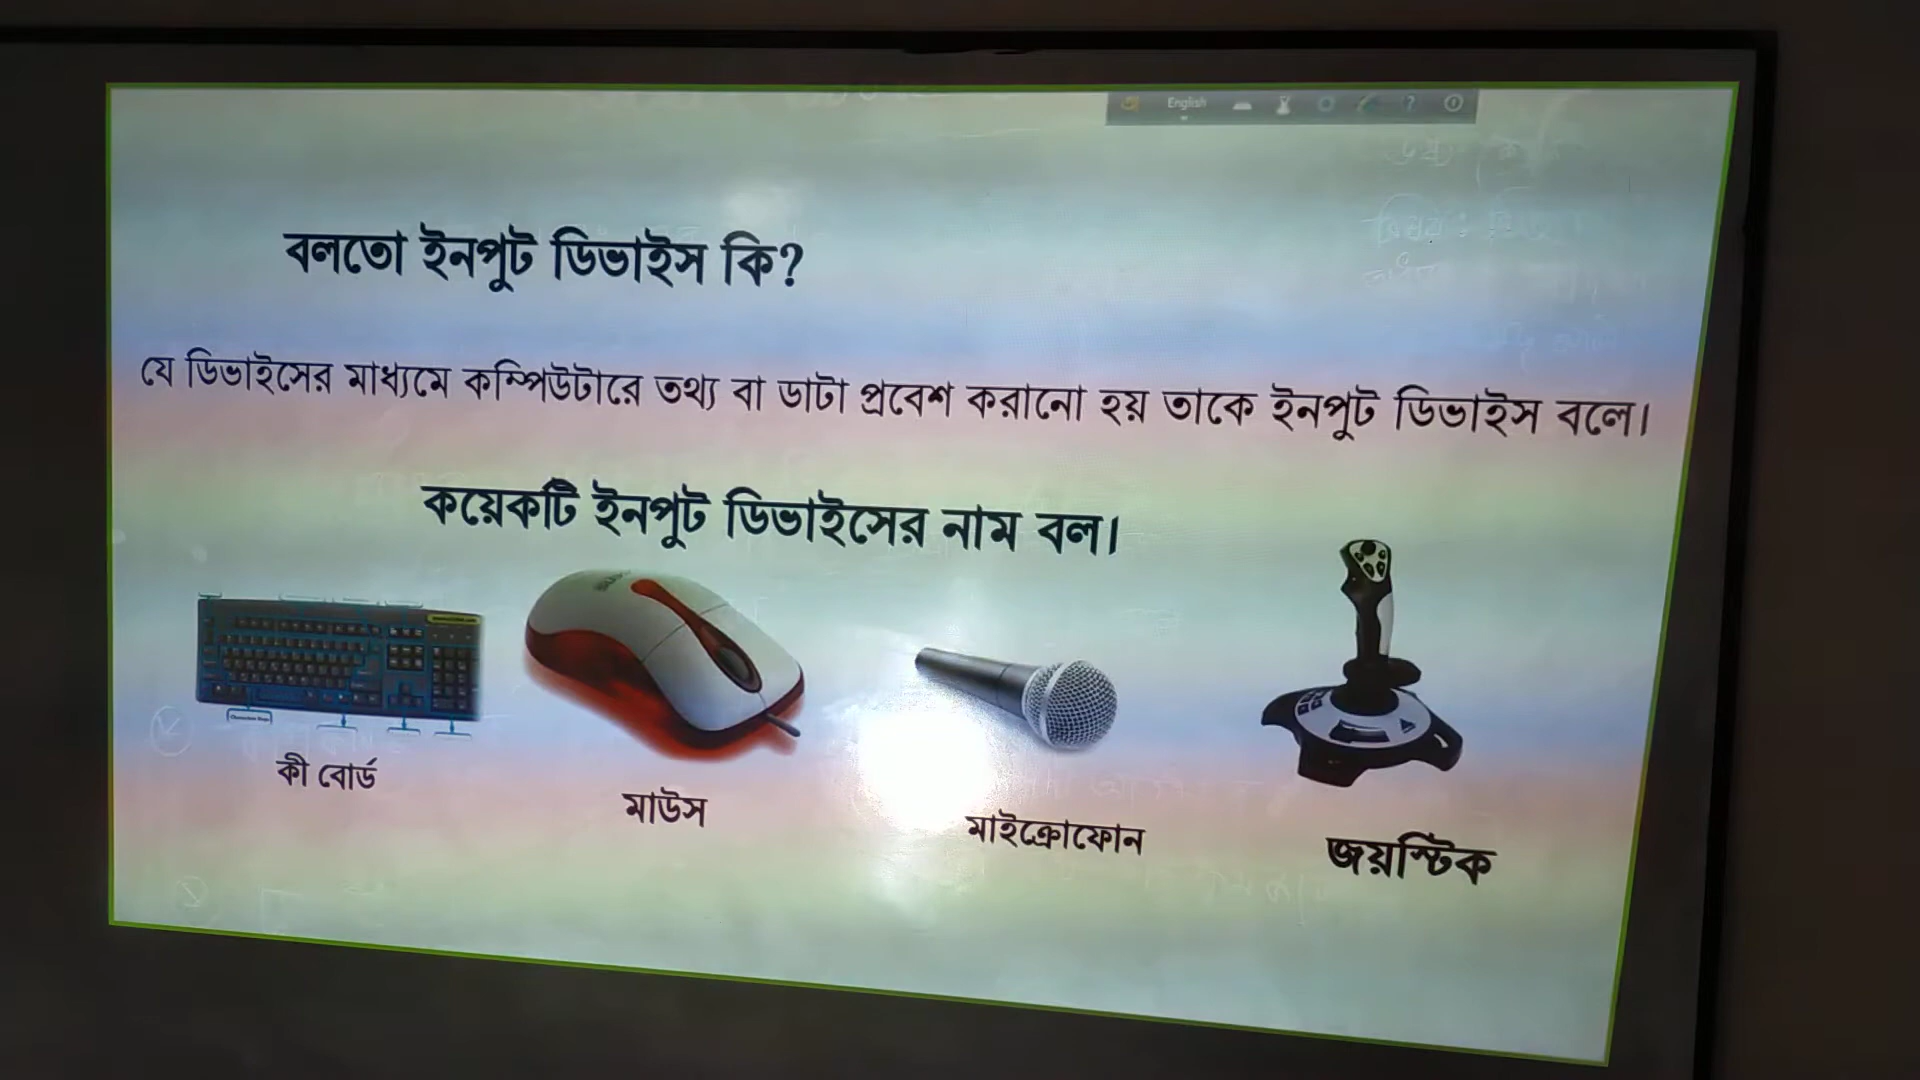 English
বলতো ইনপুট ডিভাইস কি?
যে ডিভাইসের মাধ্যমে কম্পিউটারে তথ্য বা ডাটা প্রবেশ করানো হয় তাকে ইনপুট ডিভাইস বলে।
কয়েকটি ইনপুট ডিভাইসের নাম বল।
কী বোর্ড
মাউস
মাইক্রোফোন
জয়স্টিক